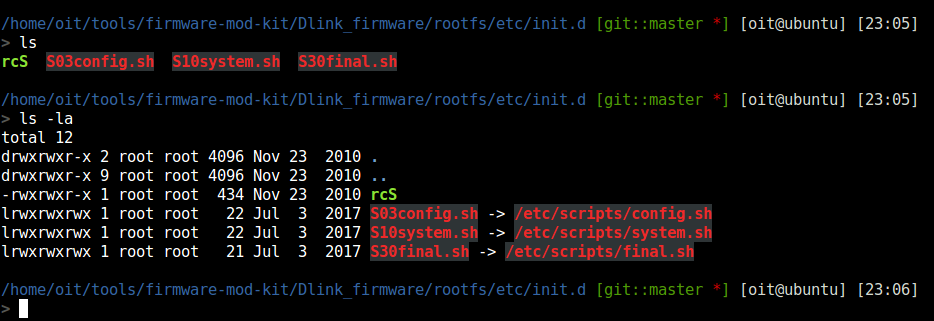 /home/oit/tools/firmware-mod-kit/Dlink_firmware/rootfs/etc/init.d [git::master *] [oit@ubuntu] [23:05]
> ls
rcS  S03config.sh  S10system.sh  S30final.sh
/home/oit/tools/firmware-mod-kit/Dlink_firmware/rootfs/etc/init.d [git::master *] [oit@ubuntu] [23:05]
> ls -la
total 12
drwxrwxr-x 2 root root 4096 Nov 23  2010 .
drwxrwxr-x 9 root root 4096 Nov 23  2010 ..
-rwxrwxr-x 1 root root  434 Nov 23  2010 rcS
lrwxrwxrwx 1 root root   22 Jul  3  2017 S03config.sh -> /etc/scripts/config.sh
lrwxrwxrwx 1 root root   22 Jul  3  2017 S10system.sh -> /etc/scripts/system.sh
lrwxrwxrwx 1 root root   21 Jul  3  2017 S30final.sh -> /etc/scripts/final.sh
/home/oit/tools/firmware-mod-kit/Dlink_firmware/rootfs/etc/init.d [git::master *] [oit@ubuntu] [23:06]
>